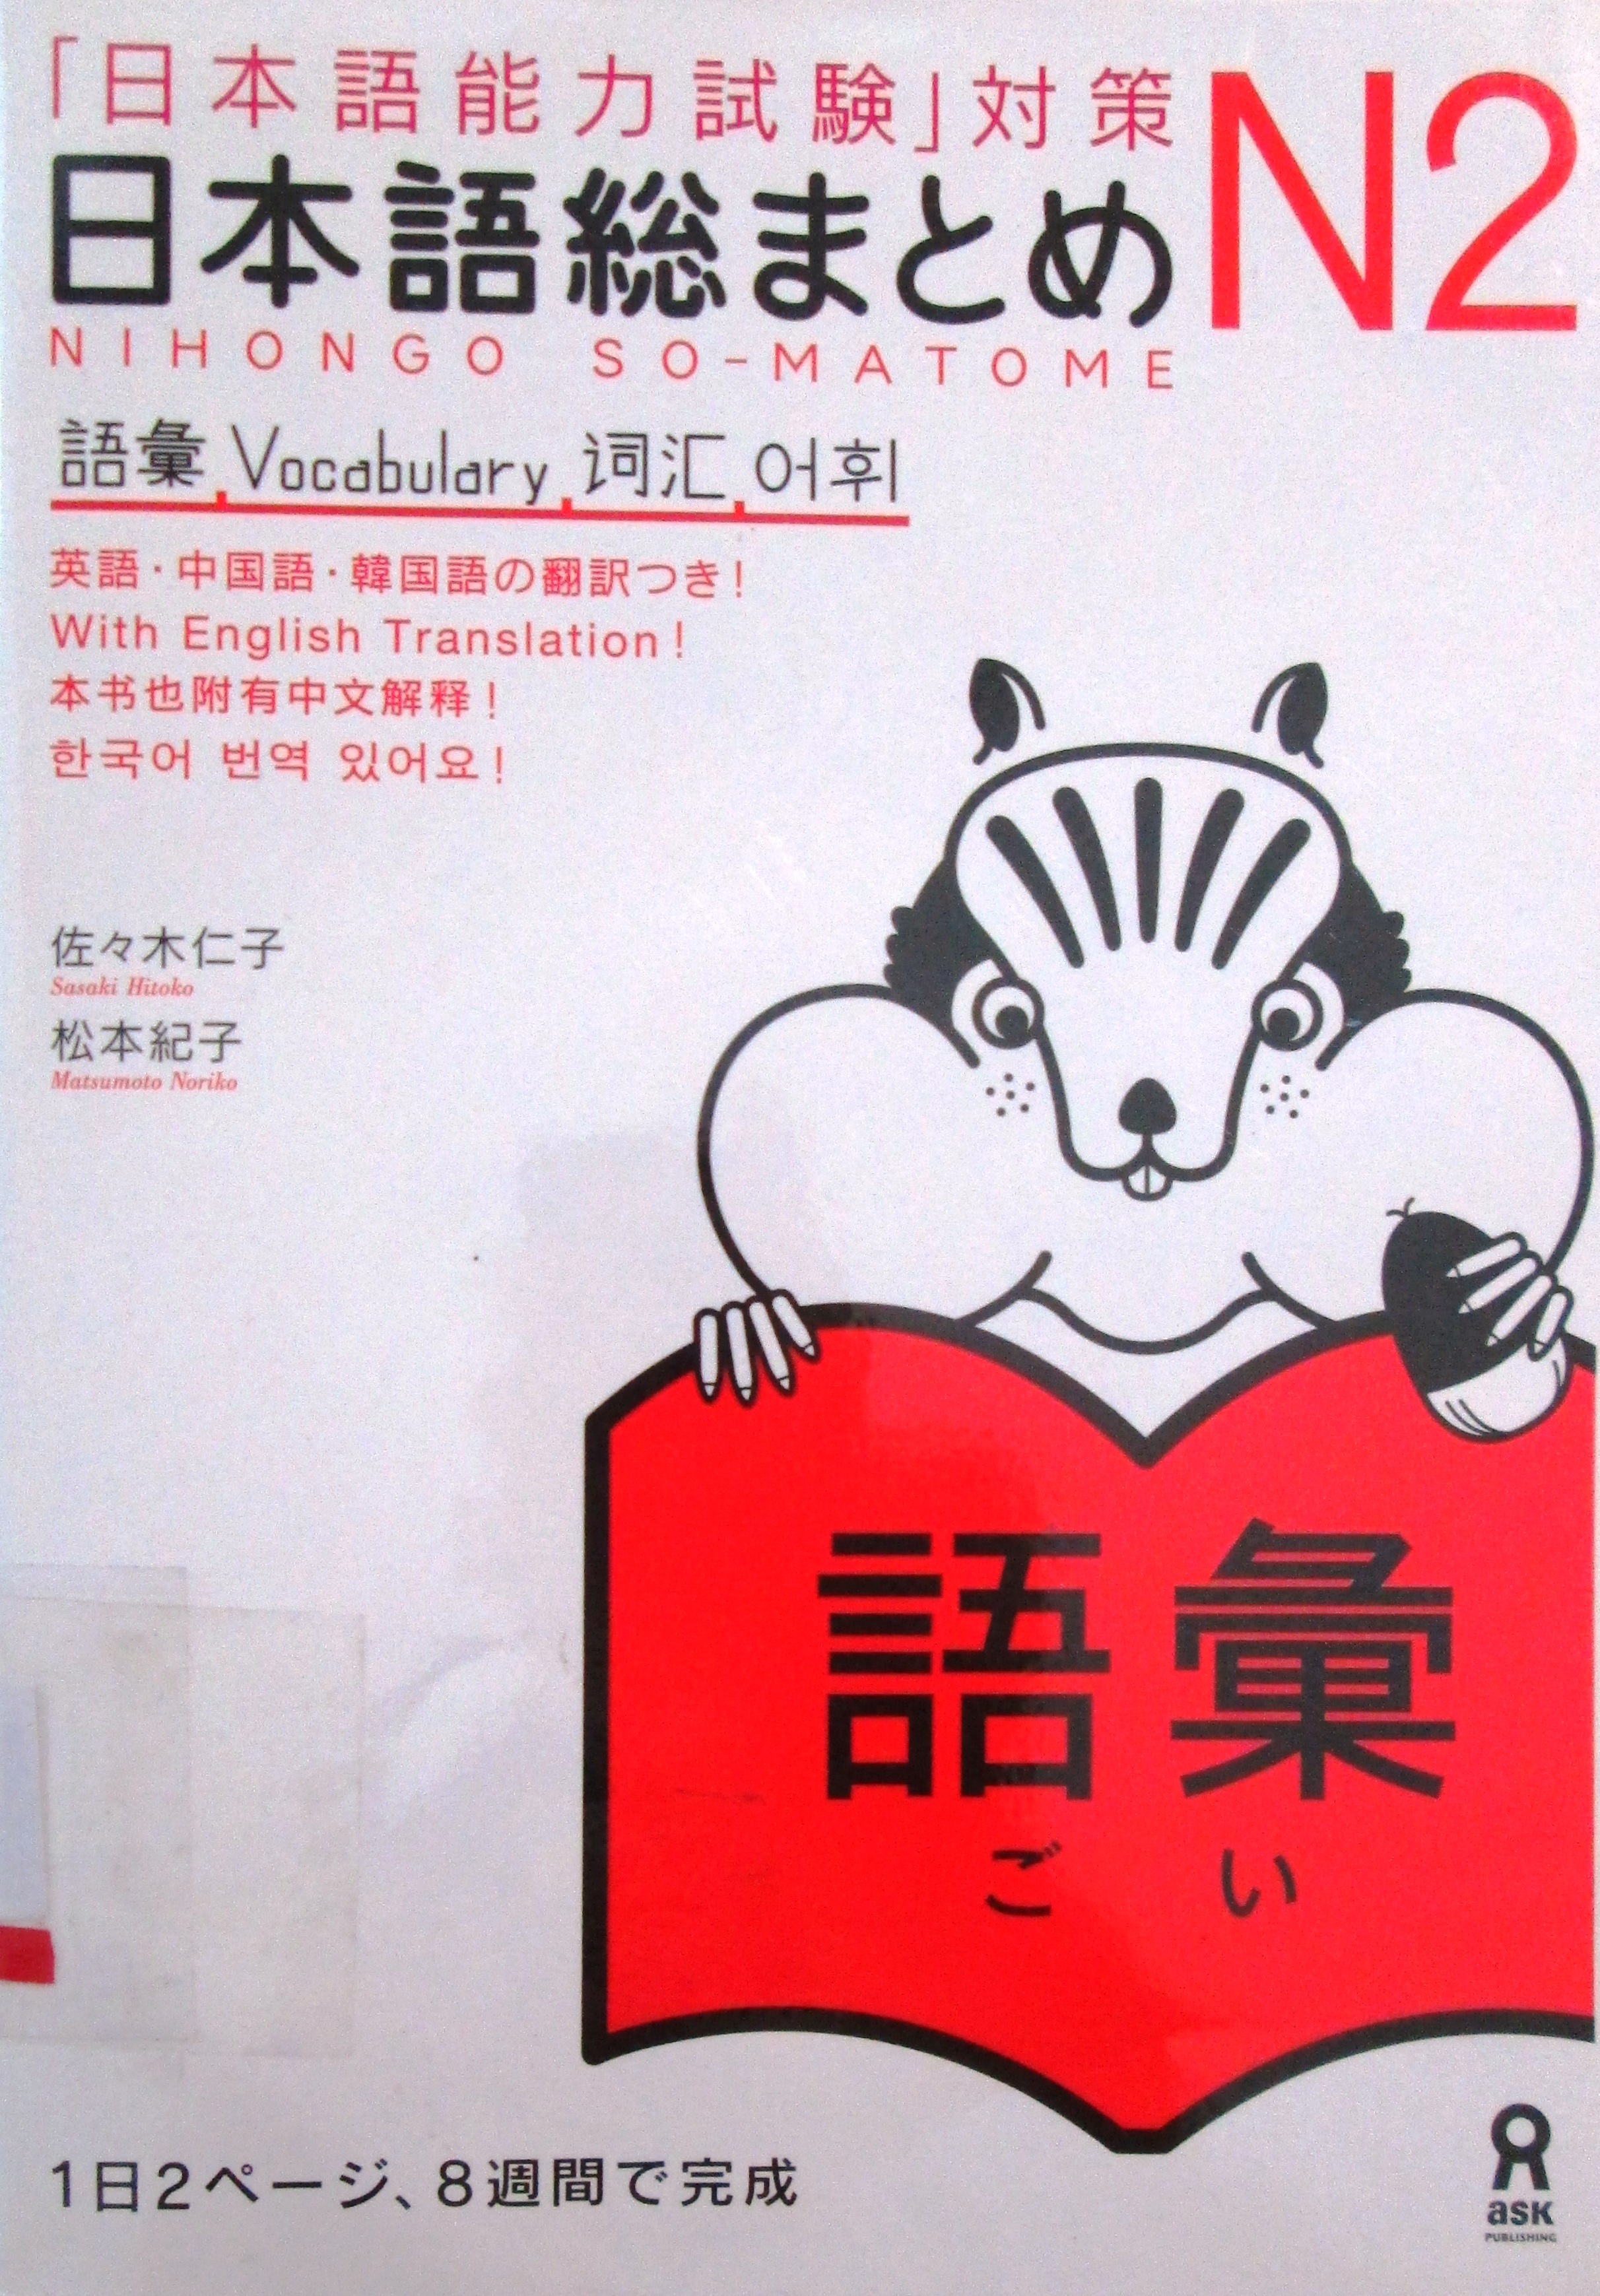 「日本語能力試験」対策 N2
日本語総まとめ
NIHONGO SO-MATOME
語彙 Vocabulary 词汇 어휘
英語・中国語・韓国語の翻訳つき!
With English Translation!
本书也附有中文解释!
한국어 번역 있어요!
佐々木仁子
Sasaki Hitoko
松本紀子
Matsumoto Noriko
語彙
ごい
1日2ページ、8週間で完成
ask
PUBLISHING